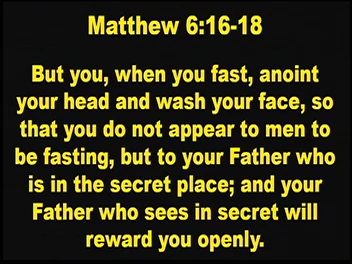 Matthew 6:16-18
But you, when you fast, anoint
your head and wash your face, so
that you do not appear to men to
be fasting, but to your Father who
is in the secret place; and your
Father who sees in secret will
reward you openly.